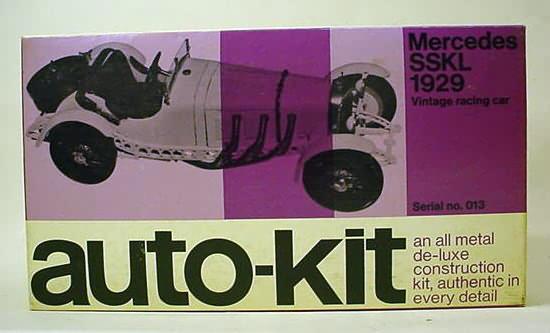 Mercedes
SSKL
1929
Vintage racing car
Serial no. 013
auto-kit
an all metal
de-luxe
construction
kit, authentic in
every detail